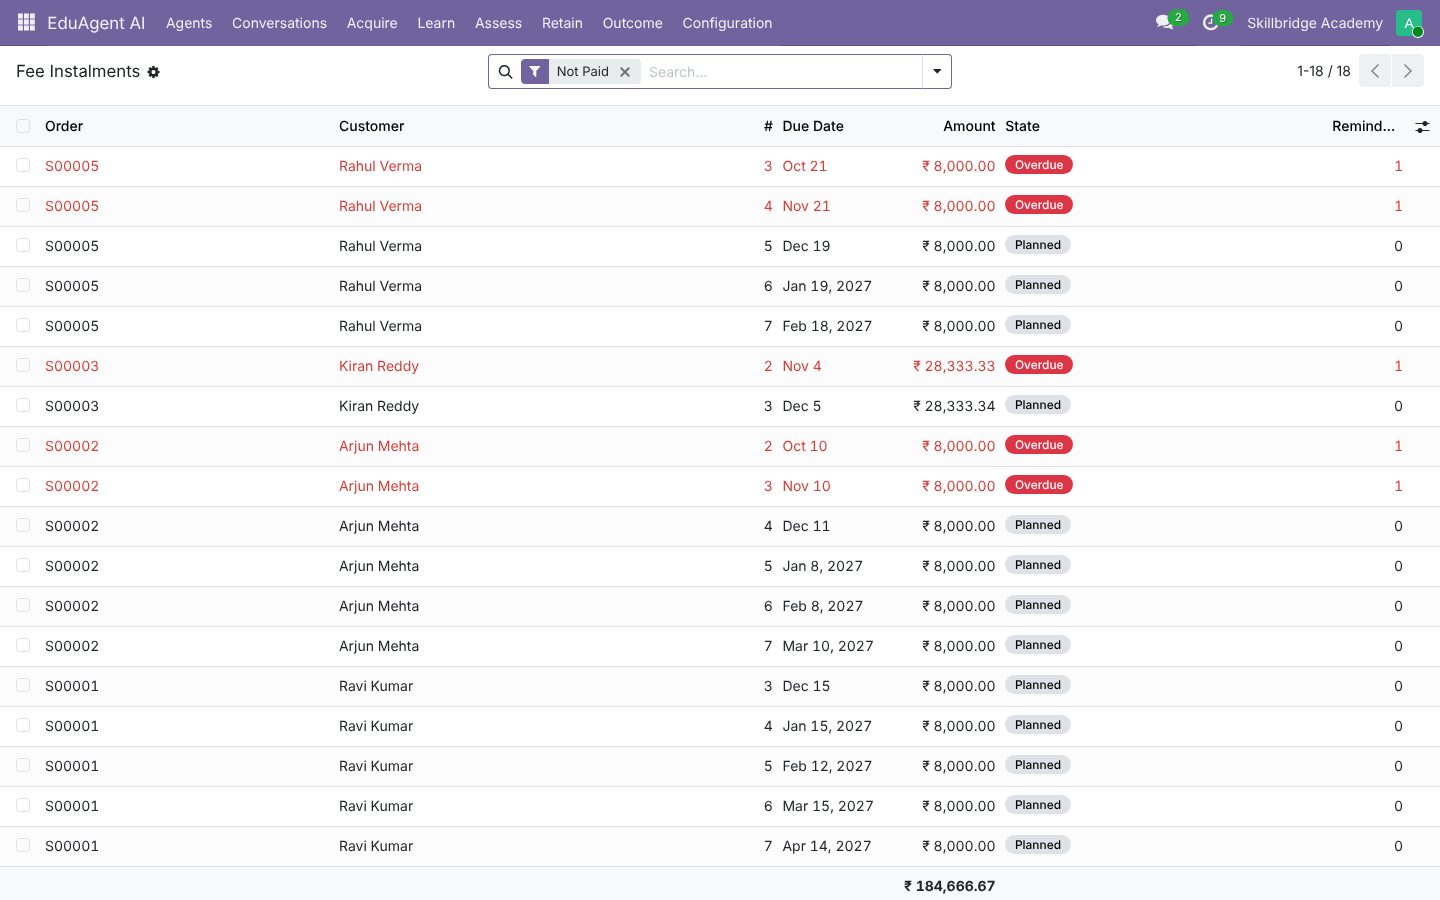 EduAgent AI Agents Conversations Acquire Learn Assess Retain Outcome Configuration 2 9 Skillbridge Academy A
Fee Instalments Not Paid Search... 1-18 / 18
Order Customer # Due Date Amount State Remind...
S00005 Rahul Verma 3 Oct 21 ₹ 8,000.00 Overdue 1
S00005 Rahul Verma 4 Nov 21 ₹ 8,000.00 Overdue 1
S00005 Rahul Verma 5 Dec 19 ₹ 8,000.00 Planned 0
S00005 Rahul Verma 6 Jan 19, 2027 ₹ 8,000.00 Planned 0
S00005 Rahul Verma 7 Feb 18, 2027 ₹ 8,000.00 Planned 0
S00003 Kiran Reddy 2 Nov 4 ₹ 28,333.33 Overdue 1
S00003 Kiran Reddy 3 Dec 5 ₹ 28,333.34 Planned 0
S00002 Arjun Mehta 2 Oct 10 ₹ 8,000.00 Overdue 1
S00002 Arjun Mehta 3 Nov 10 ₹ 8,000.00 Overdue 1
S00002 Arjun Mehta 4 Dec 11 ₹ 8,000.00 Planned 0
S00002 Arjun Mehta 5 Jan 8, 2027 ₹ 8,000.00 Planned 0
S00002 Arjun Mehta 6 Feb 8, 2027 ₹ 8,000.00 Planned 0
S00002 Arjun Mehta 7 Mar 10, 2027 ₹ 8,000.00 Planned 0
S00001 Ravi Kumar 3 Dec 15 ₹ 8,000.00 Planned 0
S00001 Ravi Kumar 4 Jan 15, 2027 ₹ 8,000.00 Planned 0
S00001 Ravi Kumar 5 Feb 12, 2027 ₹ 8,000.00 Planned 0
S00001 Ravi Kumar 6 Mar 15, 2027 ₹ 8,000.00 Planned 0
S00001 Ravi Kumar 7 Apr 14, 2027 ₹ 8,000.00 Planned 0
₹ 184,666.67